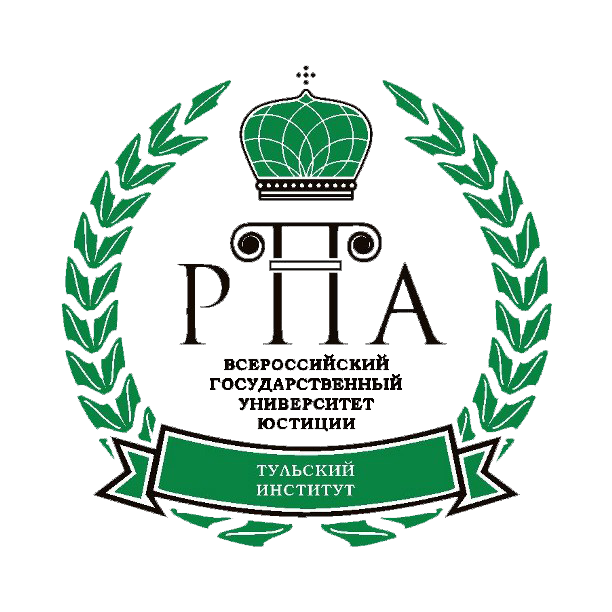 РПА
ВСЕРОССИЙСКИЙ
ГОСУДАРСТВЕННЫЙ
УНИВЕРСИТЕТ
ЮСТИЦИИ
ТУЛЬСКИЙ
ИНСТИТУТ